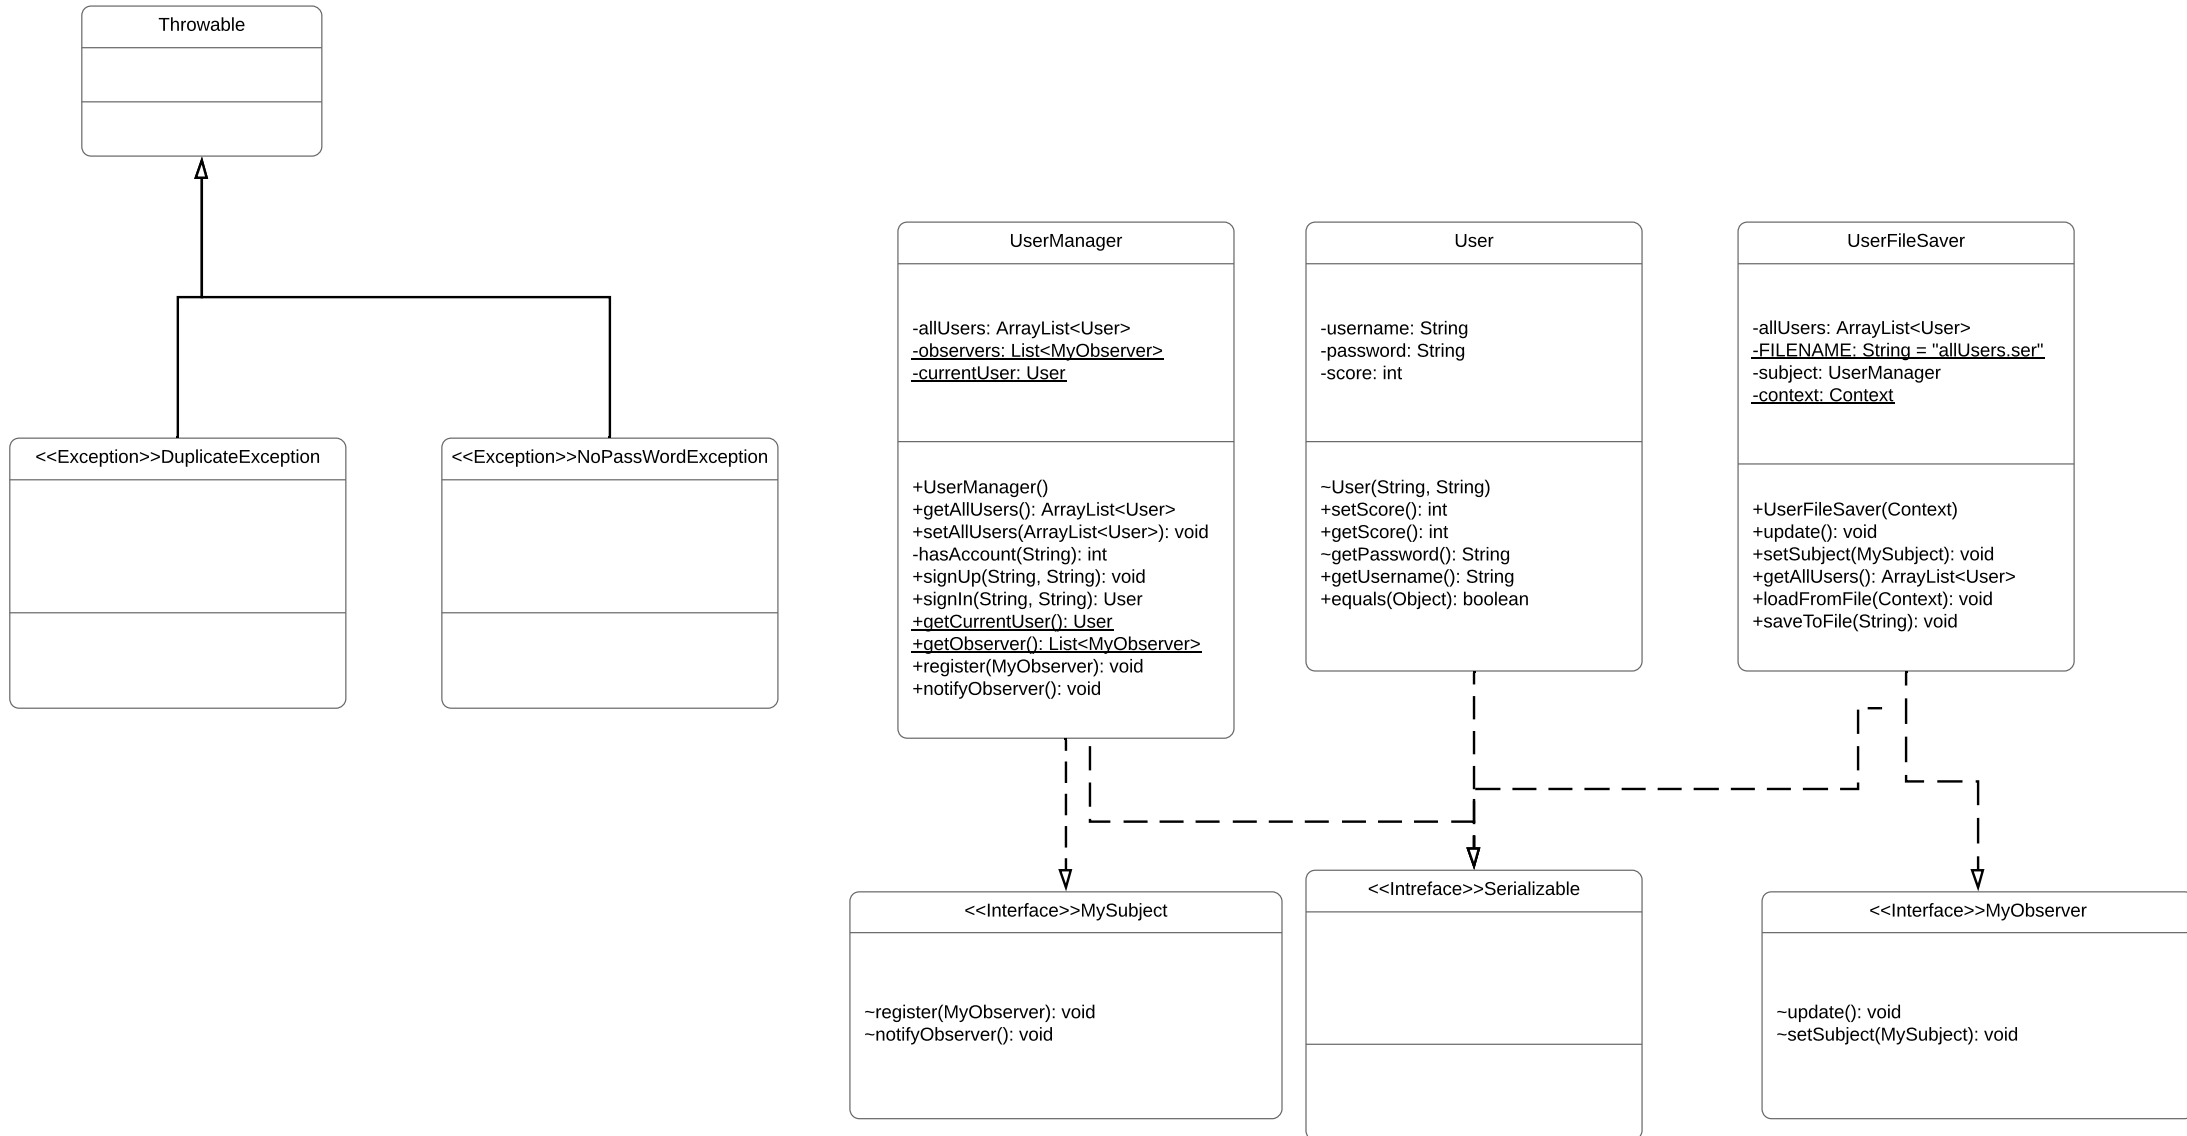 Throwable
<<Exception>>DuplicateException
<<Exception>>NoPassWordException
UserManager
-allUsers: ArrayList<User>
-observers: List<MyObserver>
-currentUser: User
+UserManager()
+getAllUsers(): ArrayList<User>
+setAllUsers(ArrayList<User>): void
-hasAccount(String): int
+signUp(String, String): void
+signIn(String, String): User
+getCurrentUser(): User
+getObserver(): List<MyObserver>
+register(MyObserver): void
+notifyObserver(): void
User
-username: String
-password: String
-score: int
~User(String, String)
+setScore(): int
+getScore(): int
~getPassword(): String
+getUsername(): String
+equals(Object): boolean
UserFileSaver
-allUsers: ArrayList<User>
-FILENAME: String = "allUsers.ser"
-subject: UserManager
-context: Context
+UserFileSaver(Context)
+update(): void
+setSubject(MySubject): void
+getAllUsers(): ArrayList<User>
+loadFromFile(Context): void
+saveToFile(String): void
<<Interface>>MySubject
~register(MyObserver): void
~notifyObserver(): void
<<Intreface>>Serializable
<<Interface>>MyObserver
~update(): void
~setSubject(MySubject): void